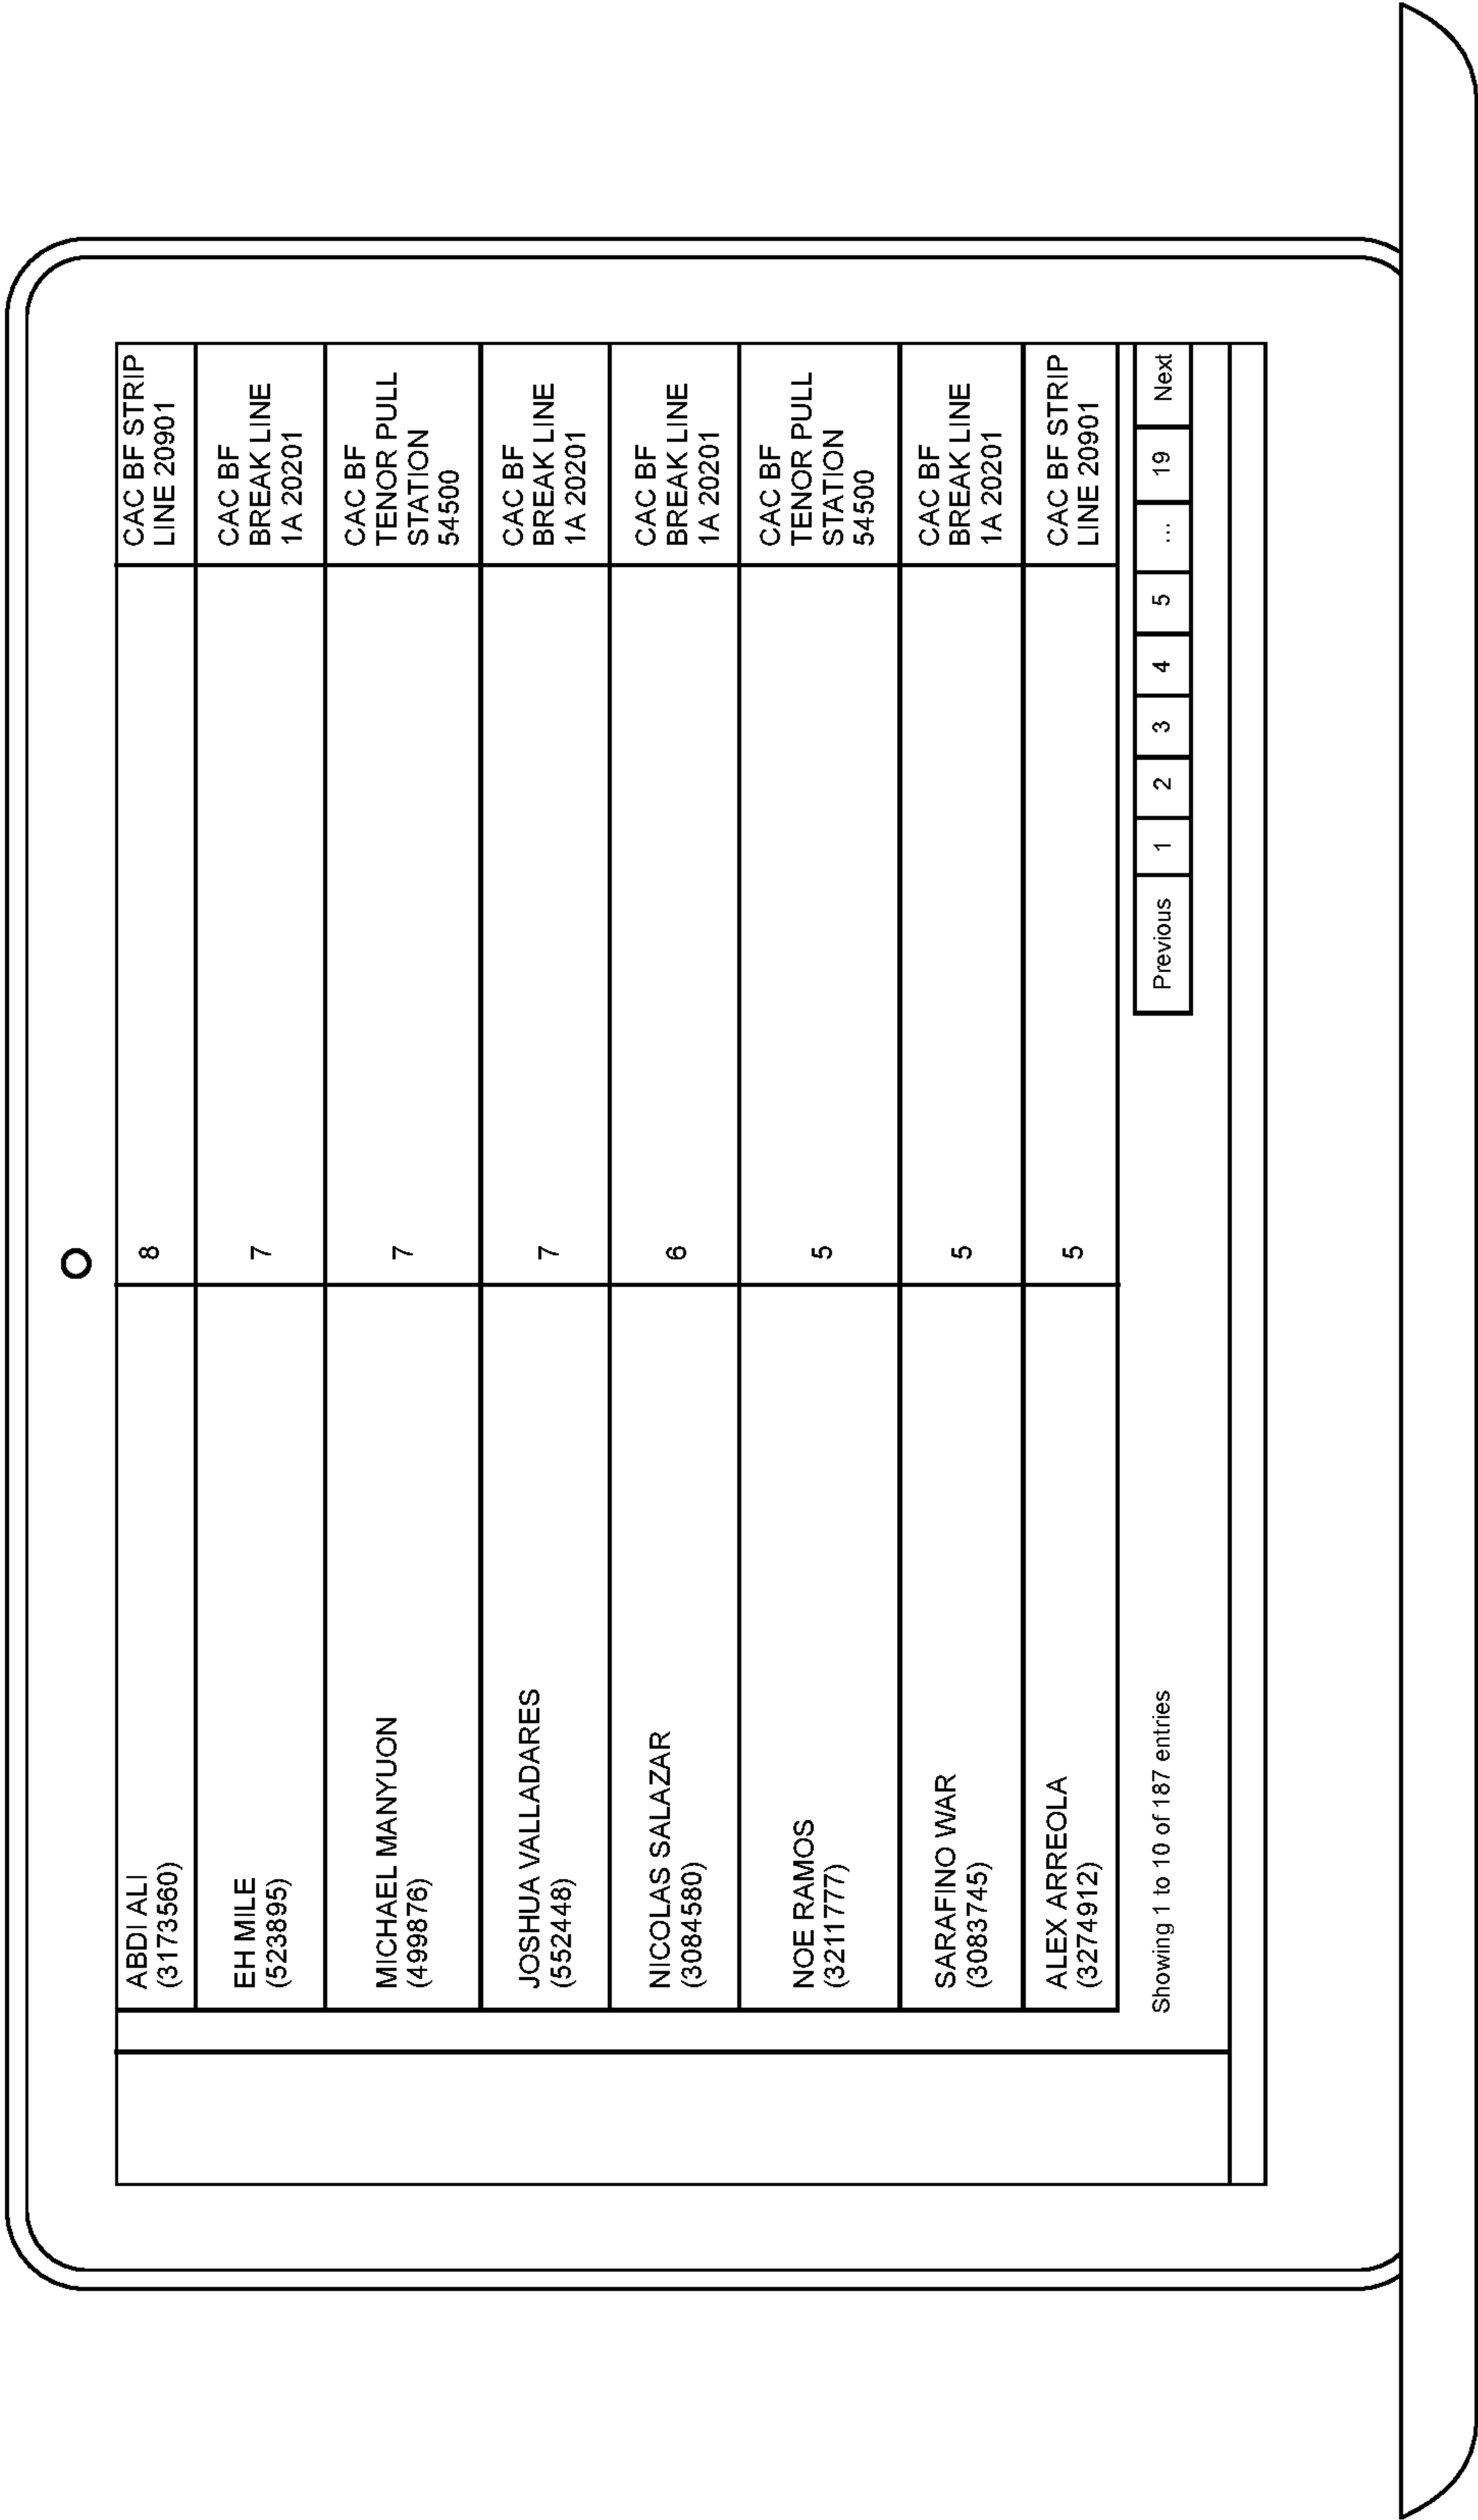 ABDI ALI
(3173560)
8
CAC BF STRIP
LINE 20901
EH MILE
(523895)
7
CAC BF
BREAK LINE
1A 20201
MICHAEL MANYUON
(499876)
7
CAC BF
TENOR PULL
STATION
54500
JOSHUA VALLADARES
(552448)
7
CAC BF
BREAK LINE
1A 20201
NICOLAS SALAZAR
(3084580)
6
CAC BF
BREAK LINE
1A 20201
NOE RAMOS
(3211777)
5
CAC BF
TENOR PULL
STATION
54500
SARAFINO WAR
(3083745)
5
CAC BF
BREAK LINE
1A 20201
ALEX ARREOLA
(3274912)
5
CAC BF STRIP
LINE 20901
Showing 1 to 10 of 187 entries
Previous 1 2 3 4 5 ... 19 Next